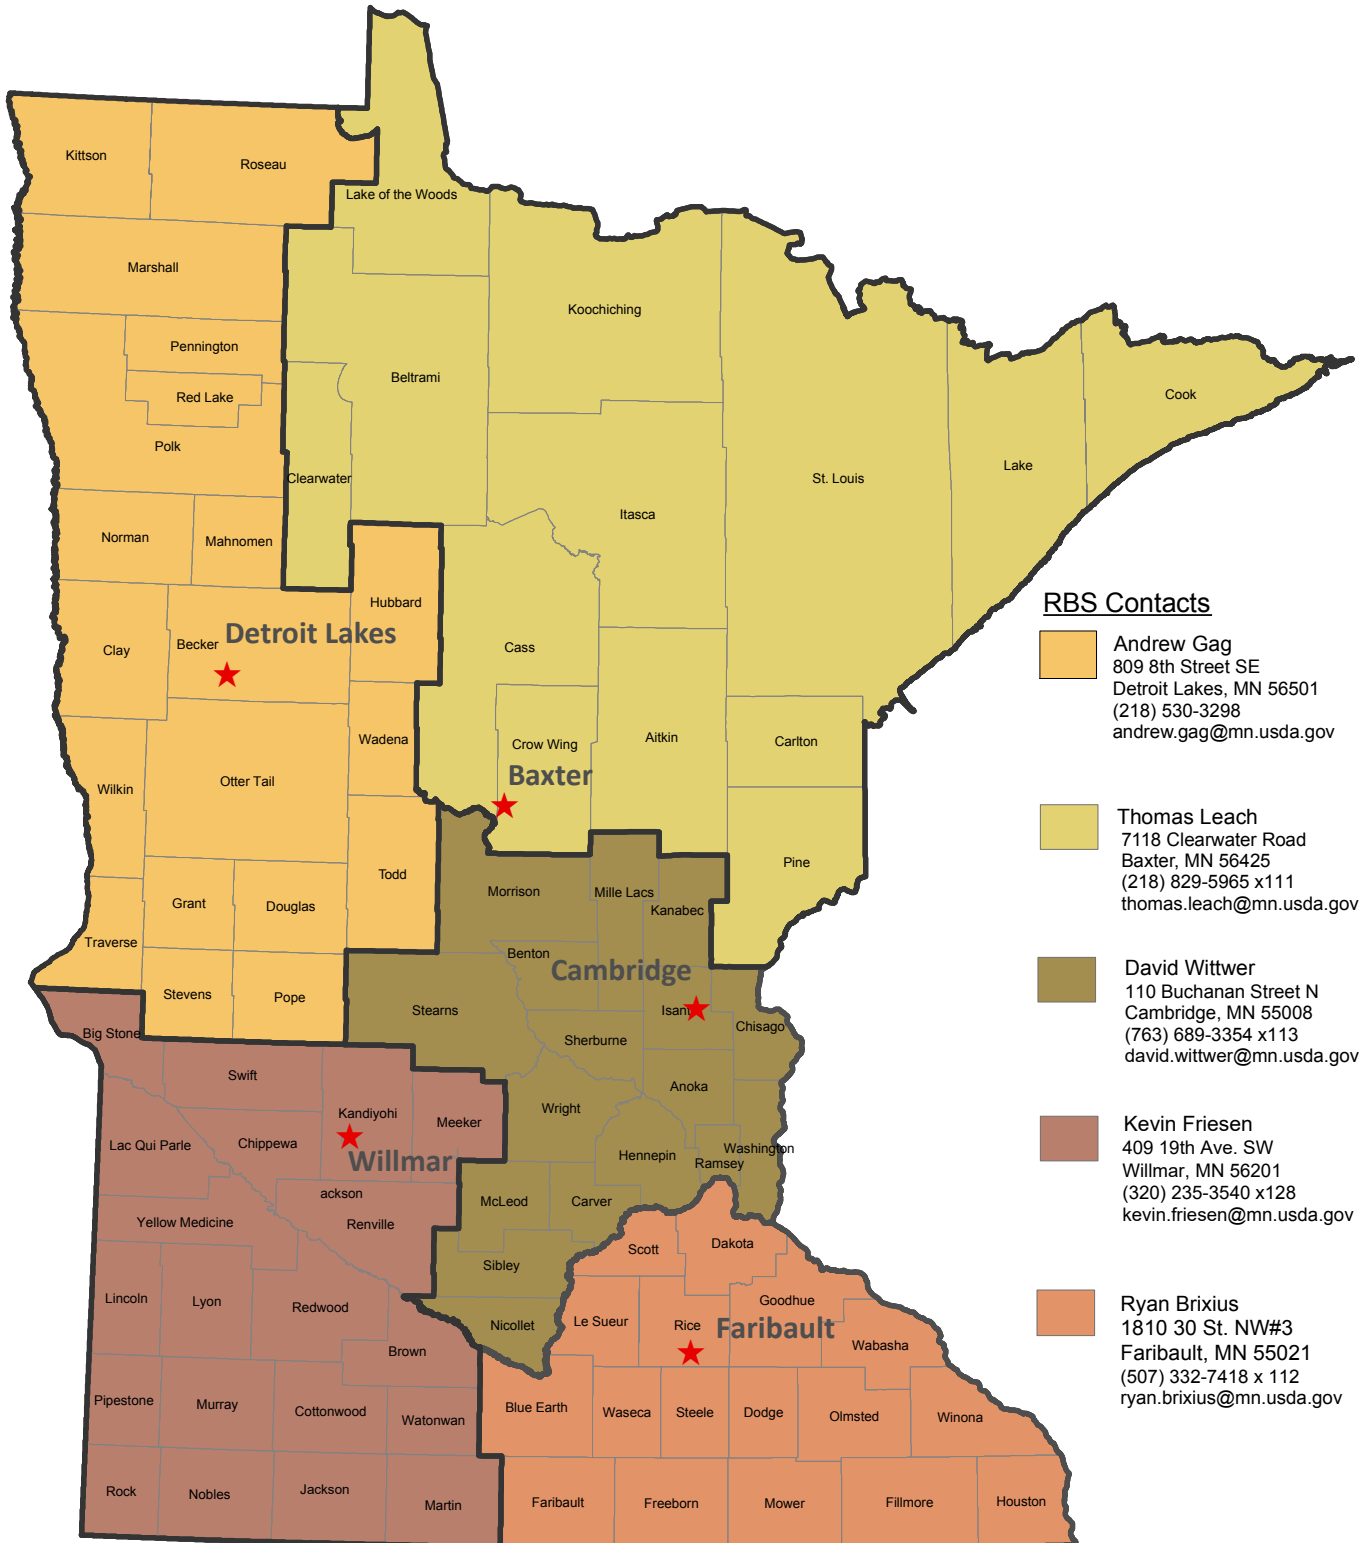 Kittson
Roseau
Lake of the Woods
Marshall
Koochiching
Pennington
Beltrami
Red Lake
Cook
Polk
Lake
Clearwater
St. Louis
Itasca
Norman
Mahnomen
Hubbard
Detroit Lakes
Becker
Clay
Cass
Wadena
Aitkin
Carlton
Crow Wing
Baxter
Otter Tail
Wilkin
Pine
Todd
Morrison
Mille Lacs
Kanabec
Grant
Douglas
Traverse
Benton
Cambridge
Stevens
Pope
Stearns
Isanti
Chisago
Big Stone
Sherburne
Swift
Anoka
Kandiyohi
Wright
Meeker
Lac Qui Parle
Chippewa
Willmar
Hennepin
Ramsey
Washington
ackson
McLeod
Carver
Yellow Medicine
Renville
Scott
Dakota
Sibley
Lincoln
Lyon
Redwood
Goodhue
Le Sueur
Rice
Faribault
Nicollet
Wabasha
Brown
Pipestone
Murray
Cottonwood
Watonwan
Blue Earth
Waseca
Steele
Dodge
Olmsted
Winona
Rock
Nobles
Jackson
Martin
Faribault
Freeborn
Mower
Fillmore
Houston
RBS Contacts
Andrew Gag
809 8th Street SE
Detroit Lakes, MN 56501
(218) 530-3298
andrew.gag@mn.usda.gov
Thomas Leach
7118 Clearwater Road
Baxter, MN 56425
(218) 829-5965 x111
thomas.leach@mn.usda.gov
David Wittwer
110 Buchanan Street N
Cambridge, MN 55008
(763) 689-3354 x113
david.wittwer@mn.usda.gov
Kevin Friesen
409 19th Ave. SW
Willmar, MN 56201
(320) 235-3540 x128
kevin.friesen@mn.usda.gov
Ryan Brixius
1810 30 St. NW#3
Faribault, MN 55021
(507) 332-7418 x 112
ryan.brixius@mn.usda.gov